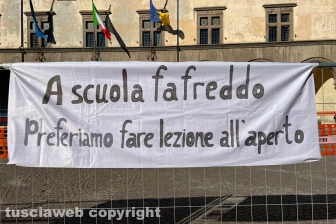 A scuola fa freddo
Preferiamo fare lezione all'aperto
tusciaweb copyright